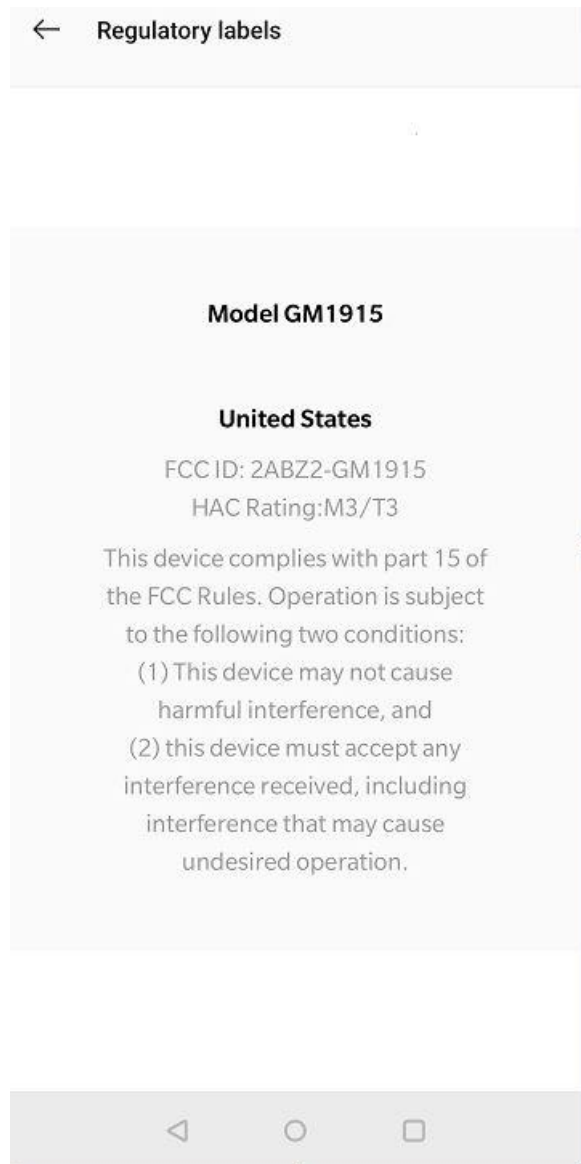 Regulatory labels
Model GM1915
United States
FCC ID: 2ABZ2-GM1915
HAC Rating:M3/T3
This device complies with part 15 of
the FCC Rules. Operation is subject
to the following two conditions:
(1) This device may not cause
harmful interference, and
(2) this device must accept any
interference received, including
interference that may cause
undesired operation.